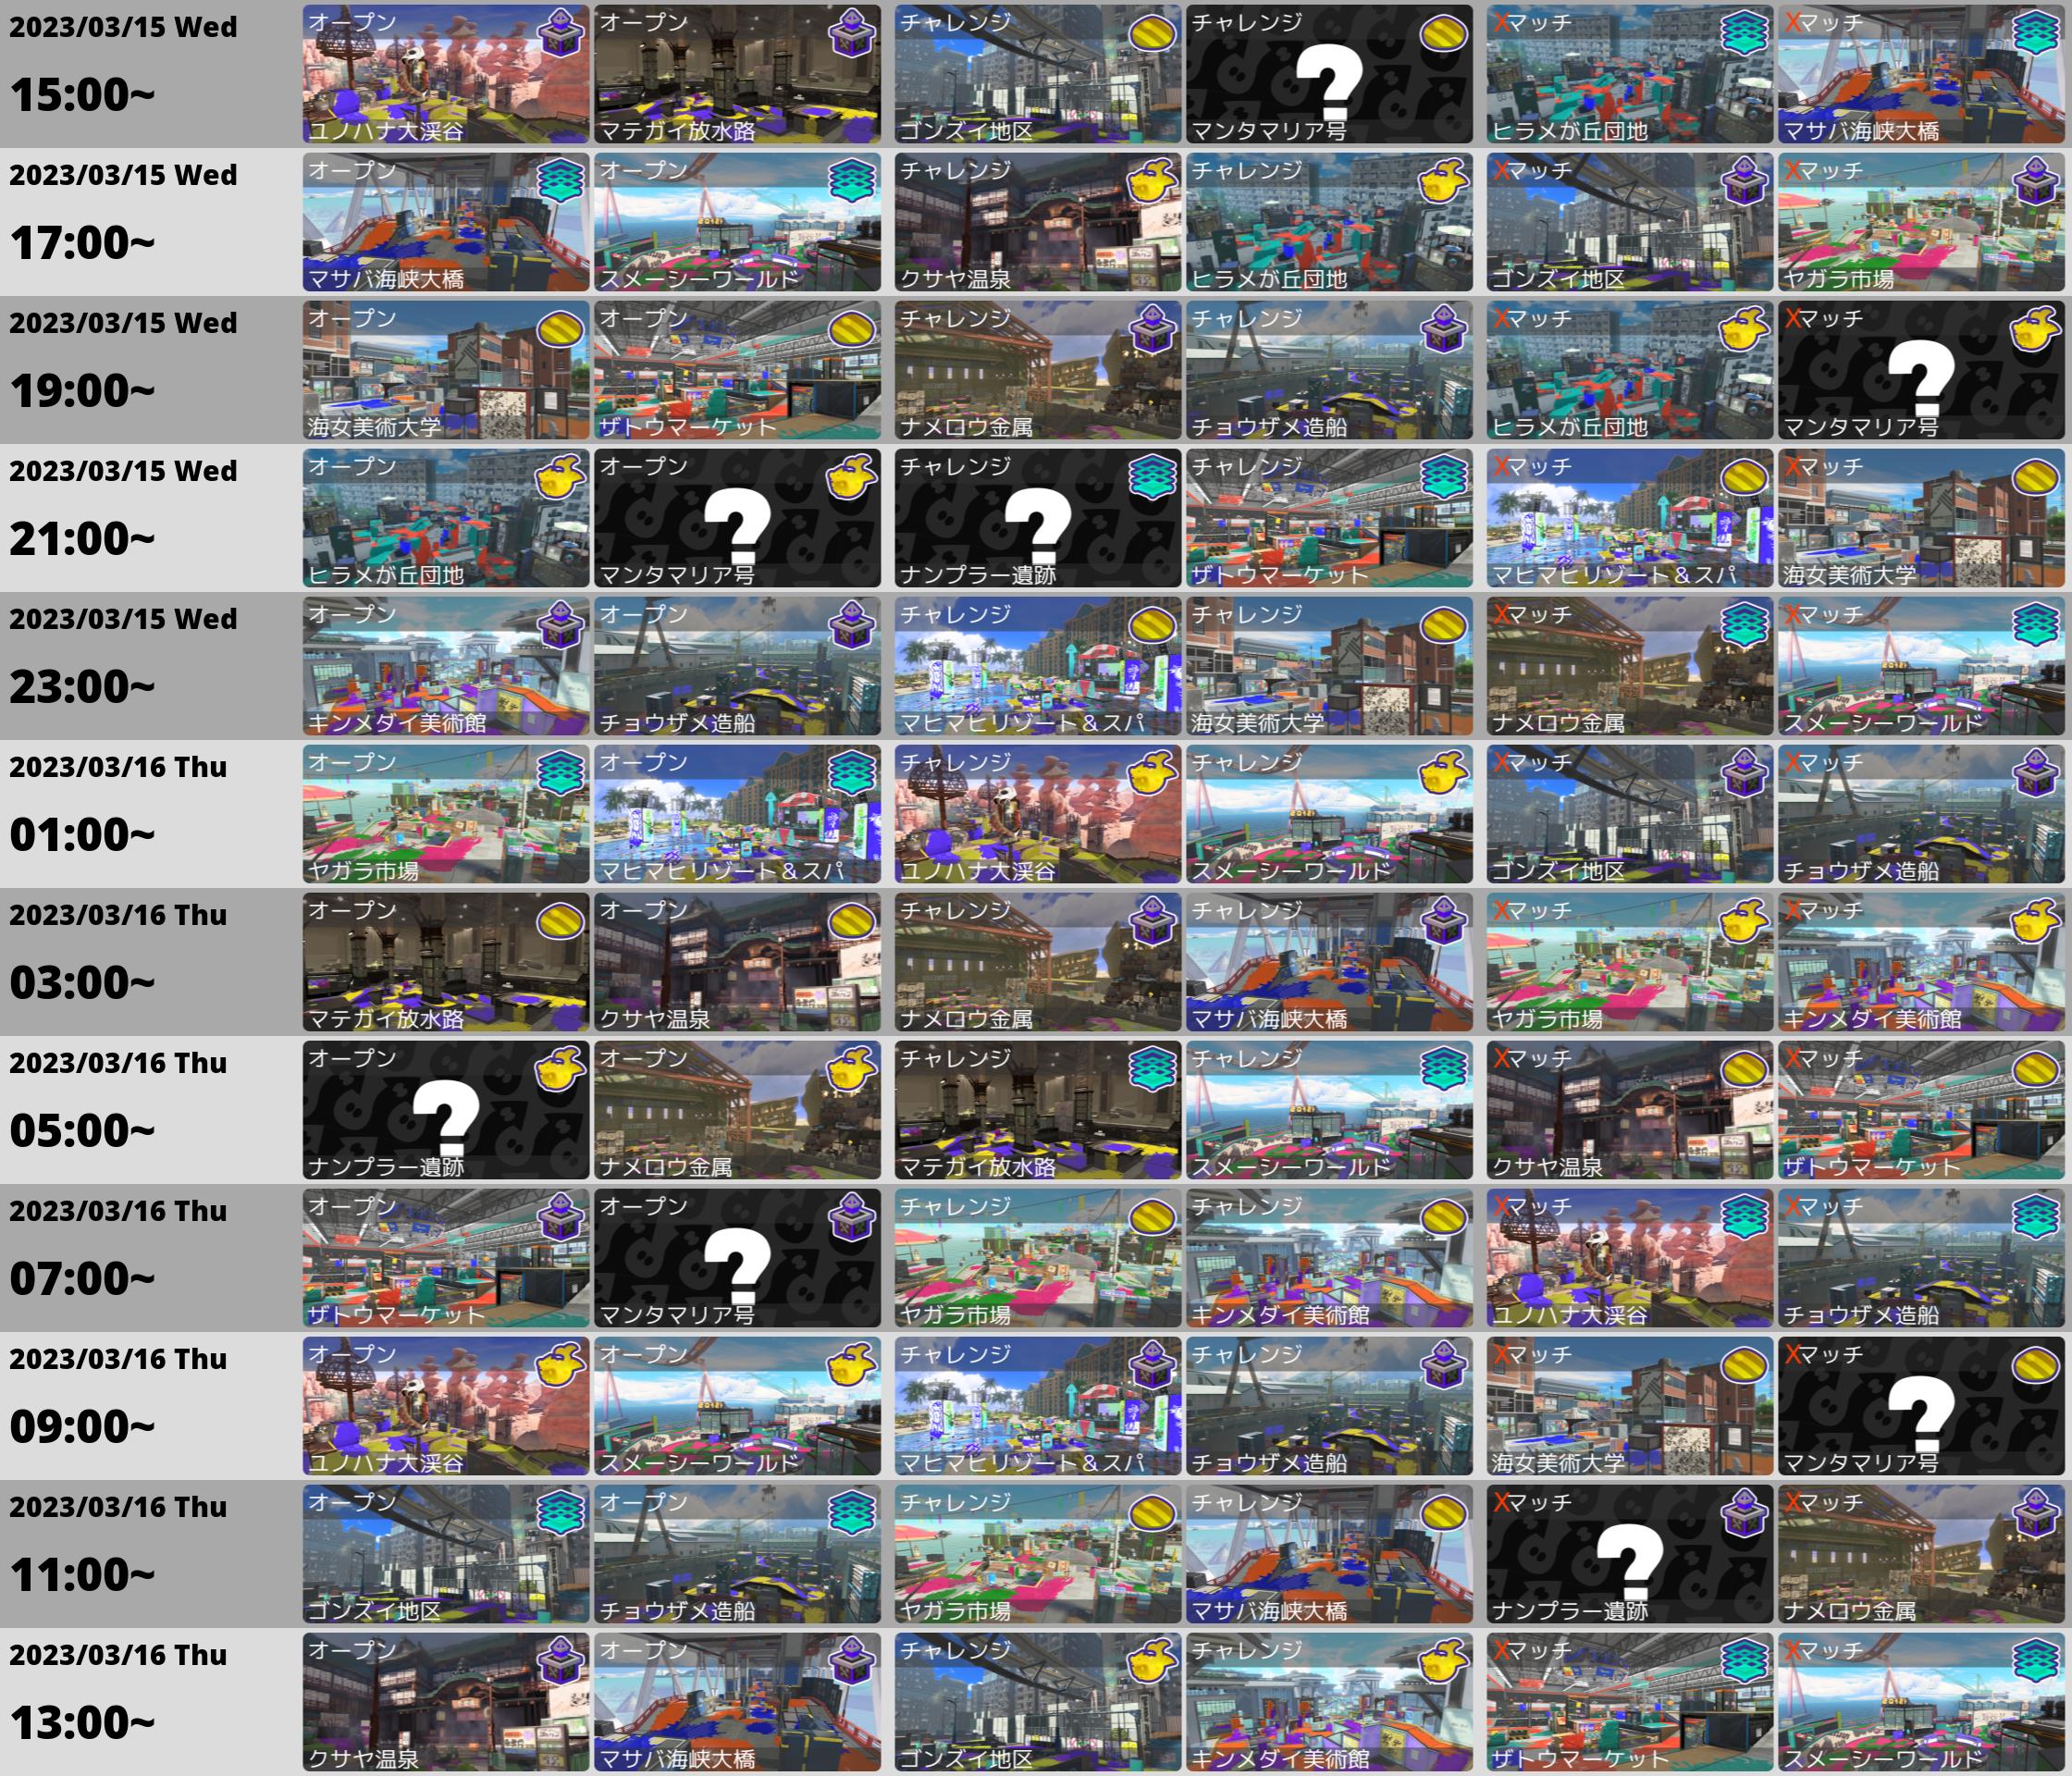 2023/03/15 Wed
15:00~
オープン
ユノハナ大渓谷
オープン
マテガイ放水路
チャレンジ
ゴンズイ地区
チャレンジ
?
マンタマリア号
Xマッチ
ヒラメが丘団地
Xマッチ
マサバ海峡大橋
2023/03/15 Wed
17:00~
オープン
マサバ海峡大橋
オープン
スメーシーワールド
チャレンジ
クサヤ温泉
チャレンジ
ヒラメが丘団地
Xマッチ
ゴンズイ地区
Xマッチ
ヤガラ市場
2023/03/15 Wed
19:00~
オープン
海女美術大学
オープン
ザトウマーケット
チャレンジ
ナメロウ金属
チャレンジ
チョウザメ造船
Xマッチ
ヒラメが丘団地
Xマッチ
?
マンタマリア号
2023/03/15 Wed
21:00~
オープン
ヒラメが丘団地
オープン
?
マンタマリア号
チャレンジ
?
ナンプラー遺跡
チャレンジ
ザトウマーケット
Xマッチ
マヒマヒリゾート＆スパ
Xマッチ
海女美術大学
2023/03/15 Wed
23:00~
オープン
キンメダイ美術館
オープン
チョウザメ造船
チャレンジ
マヒマヒリゾート＆スパ
チャレンジ
海女美術大学
Xマッチ
ナメロウ金属
Xマッチ
スメーシーワールド
2023/03/16 Thu
01:00~
オープン
ヤガラ市場
オープン
マヒマヒリゾート＆スパ
チャレンジ
ユノハナ大渓谷
チャレンジ
スメーシーワールド
Xマッチ
ゴンズイ地区
Xマッチ
チョウザメ造船
2023/03/16 Thu
03:00~
オープン
マテガイ放水路
オープン
クサヤ温泉
チャレンジ
ナメロウ金属
チャレンジ
マサバ海峡大橋
Xマッチ
ヤガラ市場
Xマッチ
キンメダイ美術館
2023/03/16 Thu
05:00~
オープン
?
ナンプラー遺跡
オープン
ナメロウ金属
チャレンジ
マテガイ放水路
チャレンジ
スメーシーワールド
Xマッチ
クサヤ温泉
Xマッチ
ザトウマーケット
2023/03/16 Thu
07:00~
オープン
ザトウマーケット
オープン
?
マンタマリア号
チャレンジ
ヤガラ市場
チャレンジ
キンメダイ美術館
Xマッチ
ユノハナ大渓谷
Xマッチ
チョウザメ造船
2023/03/16 Thu
09:00~
オープン
ユノハナ大渓谷
オープン
スメーシーワールド
チャレンジ
マヒマヒリゾート＆スパ
チャレンジ
チョウザメ造船
Xマッチ
海女美術大学
Xマッチ
?
マンタマリア号
2023/03/16 Thu
11:00~
オープン
ゴンズイ地区
オープン
チョウザメ造船
チャレンジ
ヤガラ市場
チャレンジ
マサバ海峡大橋
Xマッチ
?
ナンプラー遺跡
Xマッチ
ナメロウ金属
2023/03/16 Thu
13:00~
オープン
クサヤ温泉
オープン
マサバ海峡大橋
チャレンジ
ゴンズイ地区
チャレンジ
キンメダイ美術館
Xマッチ
ザトウマーケット
Xマッチ
スメーシーワールド